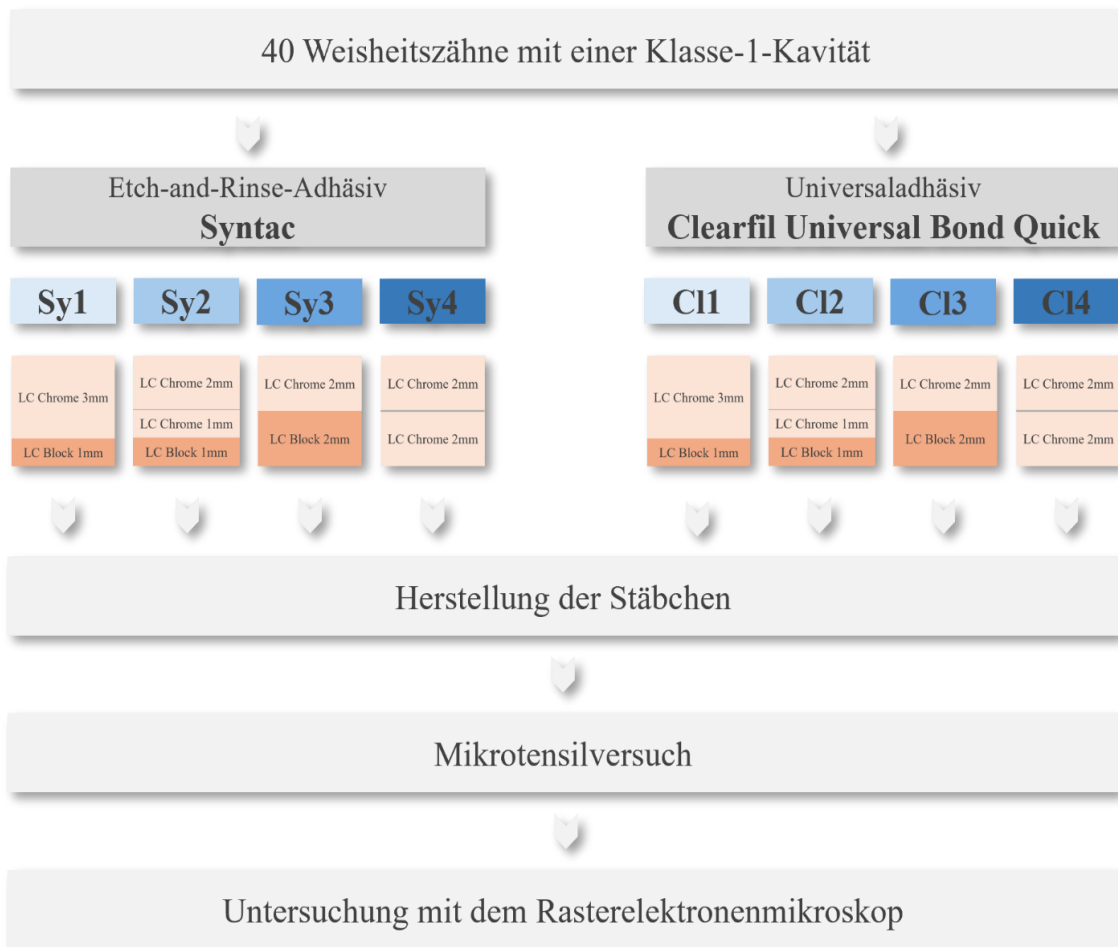 40 Weisheitszähne mit einer Klasse-1-Kavität
Etch-and-Rinse-Adhäsiv
Syntac
Universaladhäsiv
Clearfil Universal Bond Quick
Sy1
Sy2
Sy3
Sy4
Cl1
Cl2
Cl3
Cl4
LC Chrome 3mm
LC Block 1mm
LC Chrome 2mm
LC Chrome 1mm
LC Block 1mm
LC Chrome 2mm
LC Block 2mm
LC Chrome 2mm
LC Chrome 2mm
LC Chrome 3mm
LC Block 1mm
LC Chrome 2mm
LC Chrome 1mm
LC Block 1mm
LC Chrome 2mm
LC Block 2mm
LC Chrome 2mm
LC Chrome 2mm
Herstellung der Stäbchen
Mikrotensilversuch
Untersuchung mit dem Rasterelektronenmikroskop